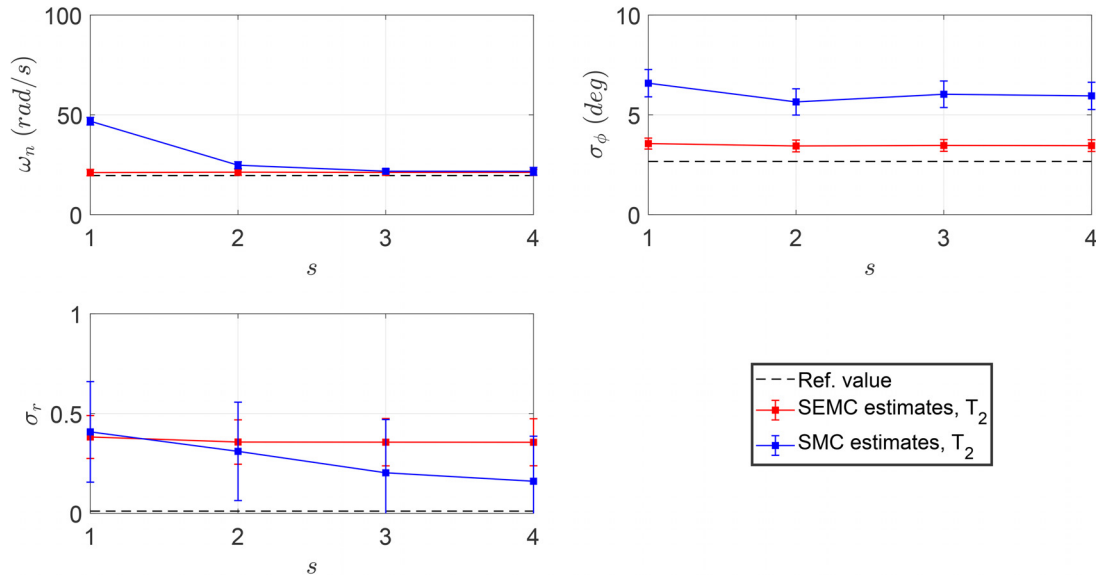 100
50
0
ωn (rad/s)
1 2 3 4
s
10
5
0
σϕ (deg)
1 2 3 4
s
1
0.5
0
σr
1 2 3 4
s
Ref. value
SEMC estimates, T2
SMC estimates, T2